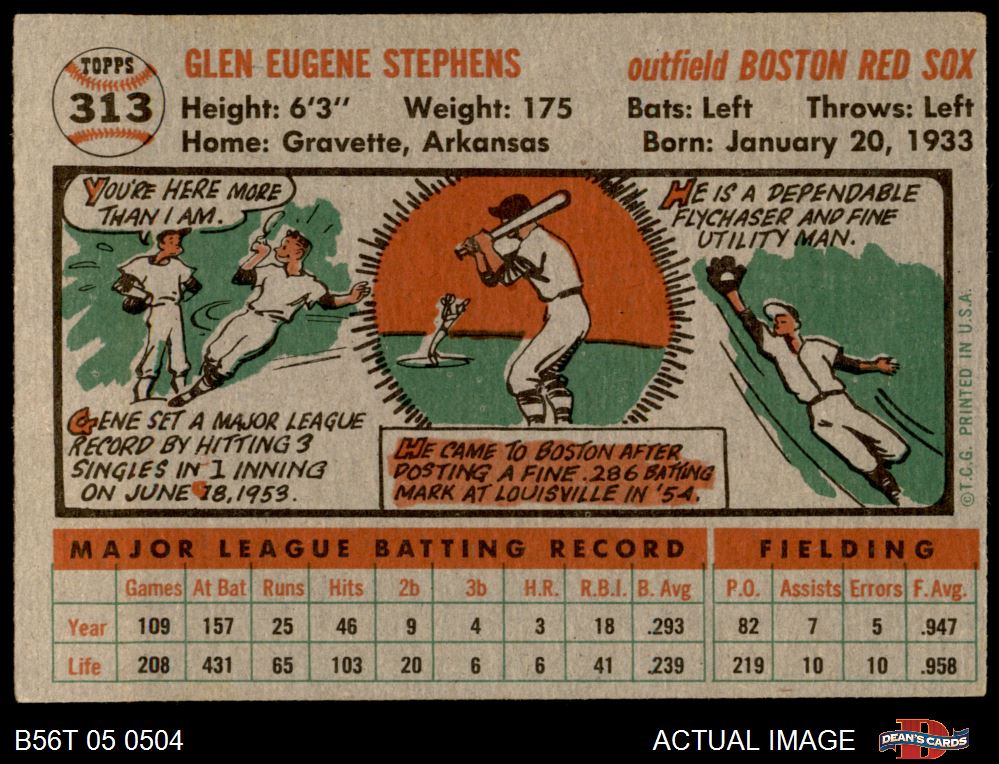 TOPPS
313
GLEN EUGENE STEPHENS
outfield BOSTON RED SOX
Height: 6'3" Weight: 175 Bats: Left Throws: Left
Home: Gravette, Arkansas Born: January 20, 1933
YOU'RE HERE MORE
THAN I AM.
GENE SET A MAJOR LEAGUE
RECORD BY HITTING 3
SINGLES IN 1 INNING
ON JUNE 18, 1953.
HE CAME TO BOSTON AFTER
POSTING A FINE .286 BATTING
MARK AT LOUISVILLE IN '54.
HE IS A DEPENDABLE
FLYCHASER AND FINE
UTILITY MAN.
©T.C.G. PRINTED IN U.S.A.
MAJOR LEAGUE BATTING RECORD FIELDING
Games At Bat Runs Hits 2b 3b H.R. R.B.I. B. Avg P.O. Assists Errors F. Avg.
Year 109 157 25 46 9 4 3 18 .293 82 7 5 .947
Life 208 431 65 103 20 6 6 41 .239 219 10 10 .958
B56T 05 0504
ACTUAL IMAGE
D
DEAN'S CARDS